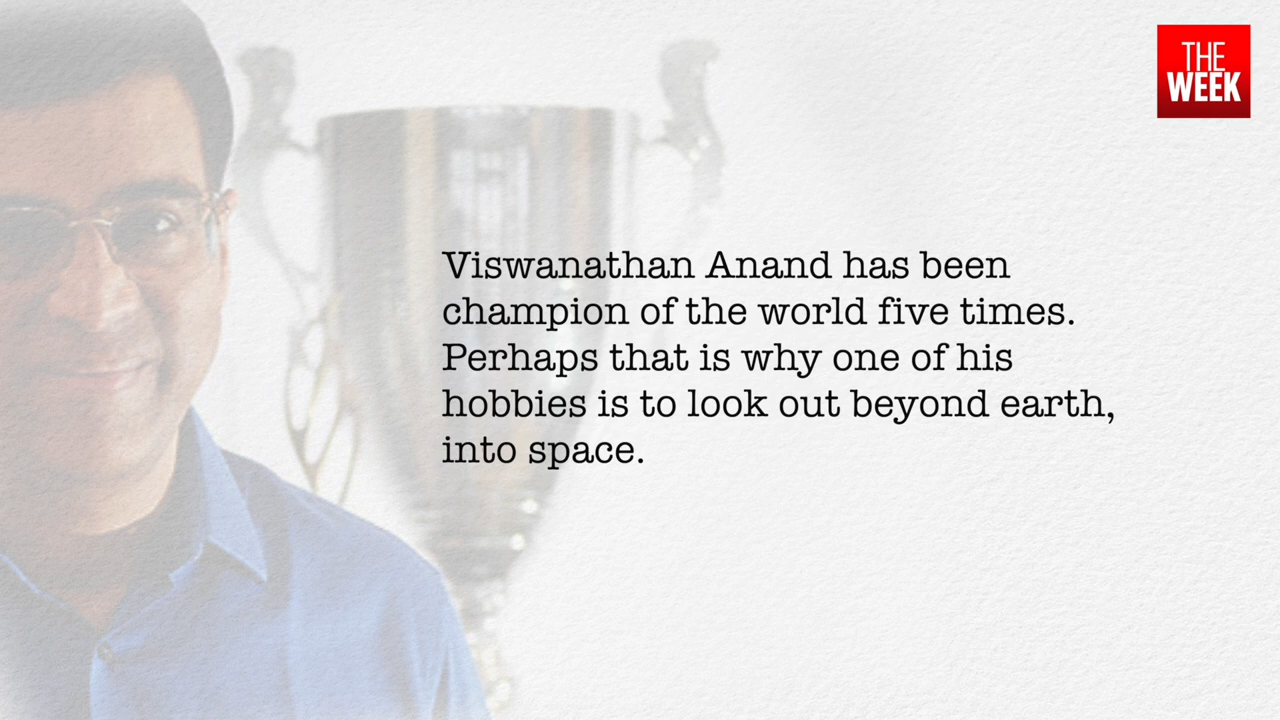 THE
WEEK
Viswanathan Anand has been
champion of the world five times.
Perhaps that is why one of his
hobbies is to look out beyond earth,
into space.